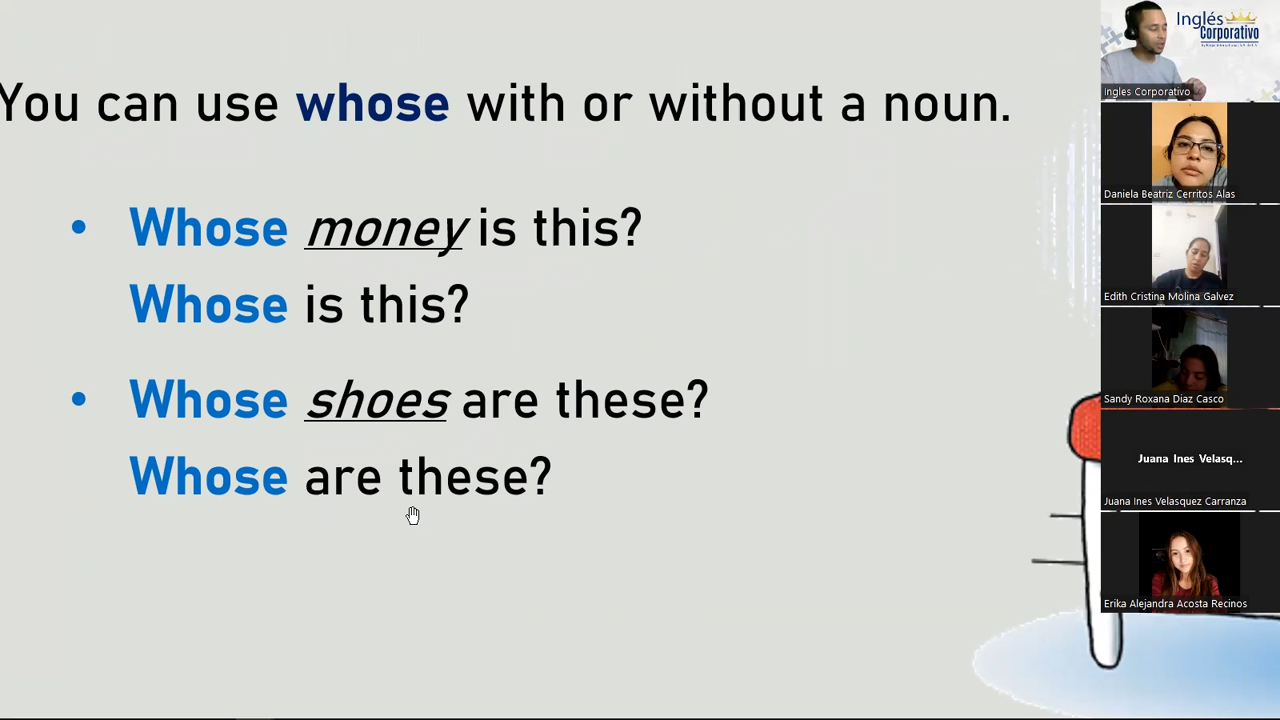 You can use whose with or without a noun.
• Whose money is this?
Whose is this?
• Whose shoes are these?
Whose are these?
Inglés
Corporativo
Ingles Corporativo
Daniela Beatriz Cerritos Alas
Edith Cristina Molina Galvez
Sandy Roxana Diaz Casco
Juana Ines Velasq...
Juana Ines Velasquez Carranza
Erika Alejandra Acosta Recinos